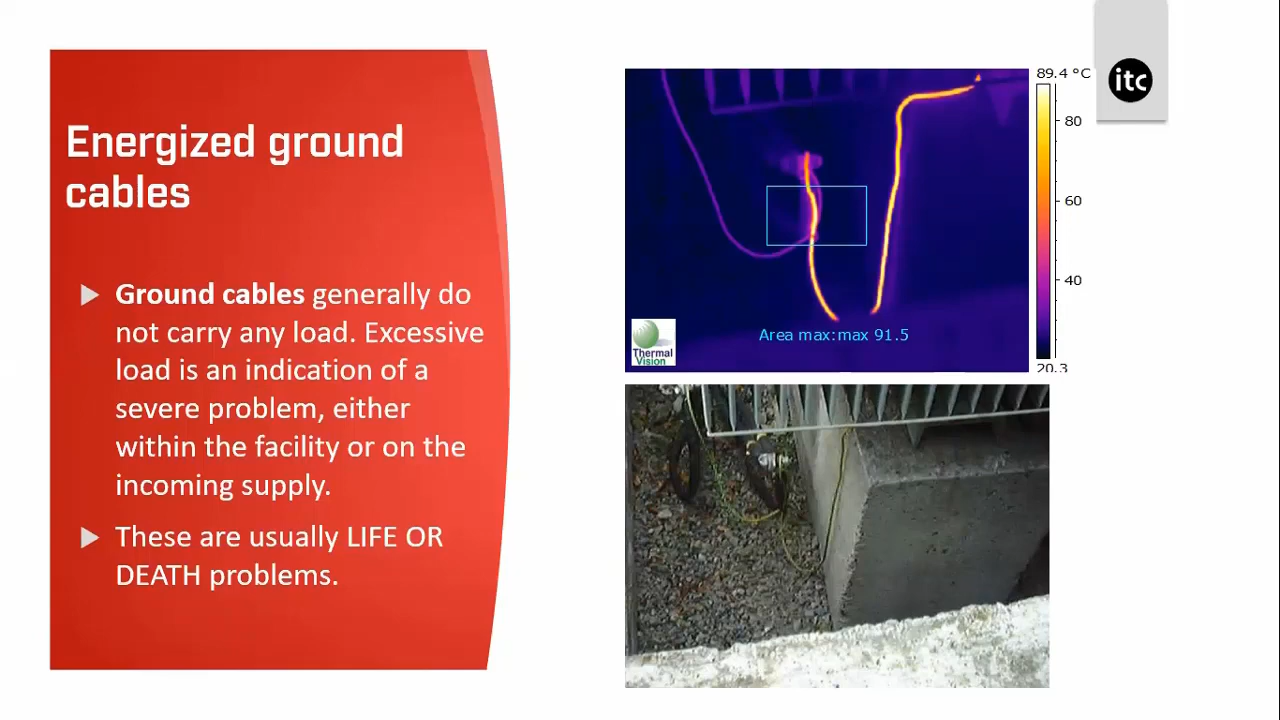 Energized ground
cables
Ground cables generally do
not carry any load. Excessive
load is an indication of a
severe problem, either
within the facility or on the
incoming supply.
These are usually LIFE OR
DEATH problems.
89.4 °C
80
60
40
20.3
Area max:max 91.5
Thermal
Vision
itc